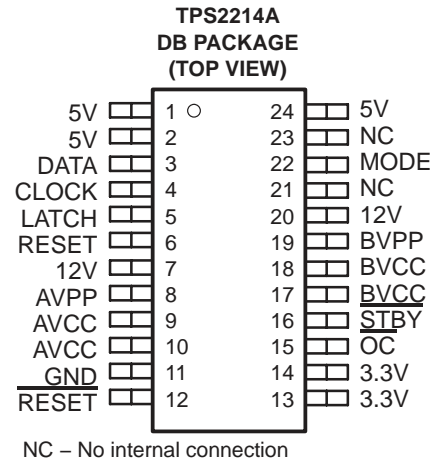 TPS2214A
DB PACKAGE
(TOP VIEW)
5V 1 24 5V
5V 2 23 NC
DATA 3 22 MODE
CLOCK 4 21 NC
LATCH 5 20 12V
RESET 6 19 BVPP
12V 7 18 BVCC
AVPP 8 17 BVCC
AVCC 9 16 STBY
AVCC 10 15 OC
GND 11 14 3.3V
RESET 12 13 3.3V
NC – No internal connection